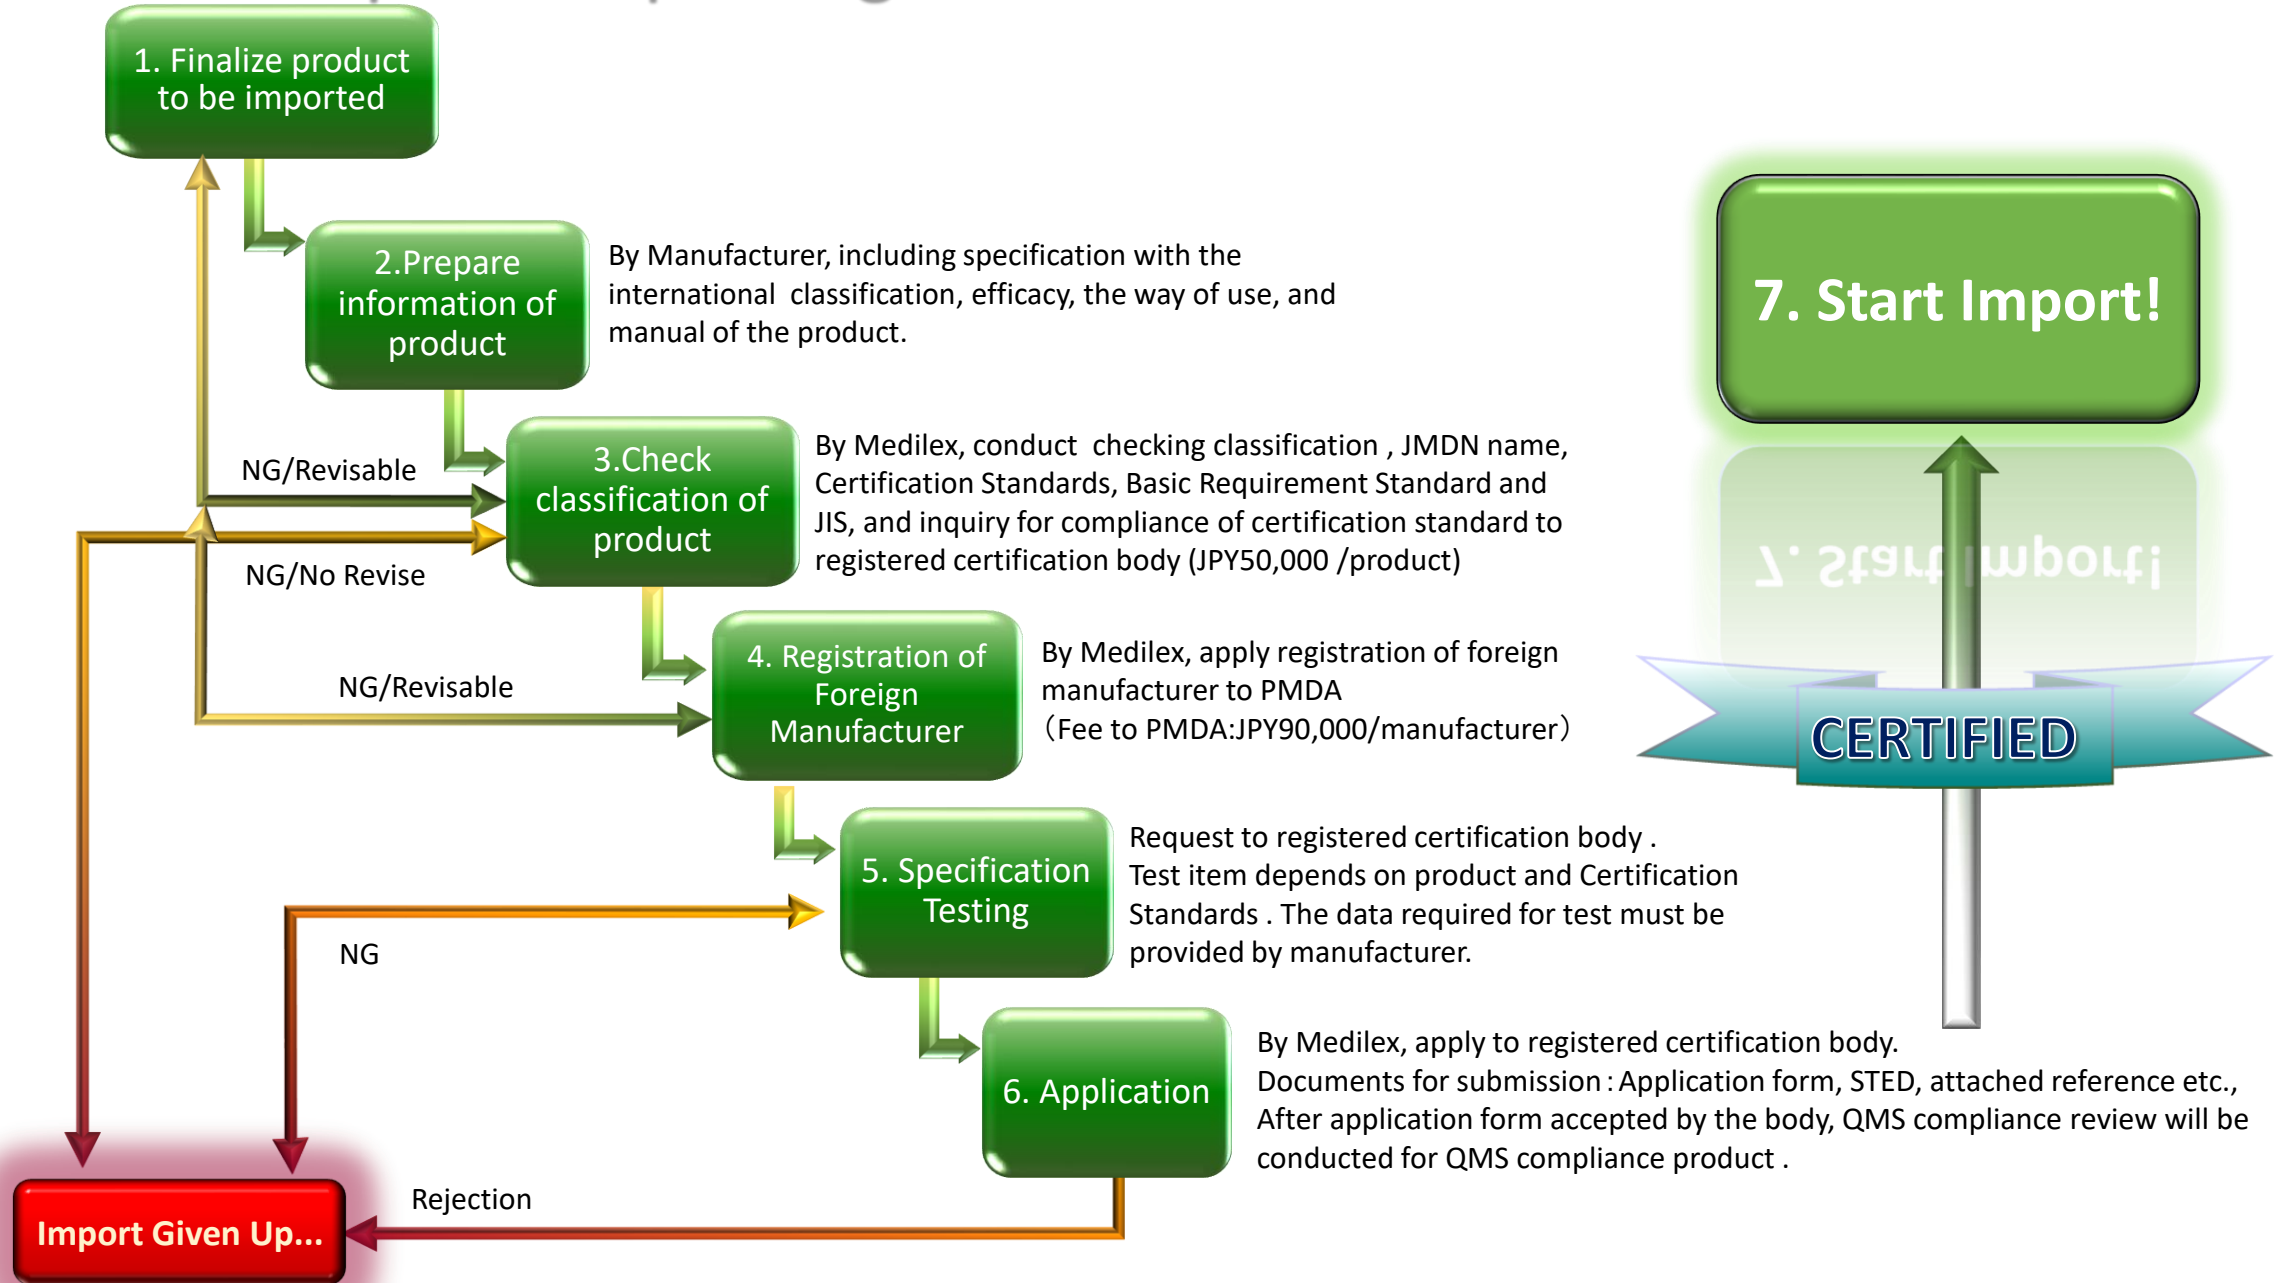 1. Finalize product
to be imported
2.Prepare
information of
product
By Manufacturer, including specification with the
international classification, efficacy, the way of use, and
manual of the product.
7. Start Import!
NG/Revisable
3.Check
classification of
product
By Medilex, conduct checking classification , JMDN name,
Certification Standards, Basic Requirement Standard and
JIS, and inquiry for compliance of certification standard to
registered certification body (JPY50,000 /product)
NG/No Revise
NG/Revisable
4. Registration of
Foreign
Manufacturer
By Medilex, apply registration of foreign
manufacturer to PMDA
（Fee to PMDA:JPY90,000/manufacturer）
CERTIFIED
5. Specification
Testing
Request to registered certification body .
Test item depends on product and Certification
Standards . The data required for test must be
provided by manufacturer.
NG
6. Application
By Medilex, apply to registered certification body.
Documents for submission：Application form, STED, attached reference etc.,
After application form accepted by the body, QMS compliance review will be
conducted for QMS compliance product .
Rejection
Import Given Up...